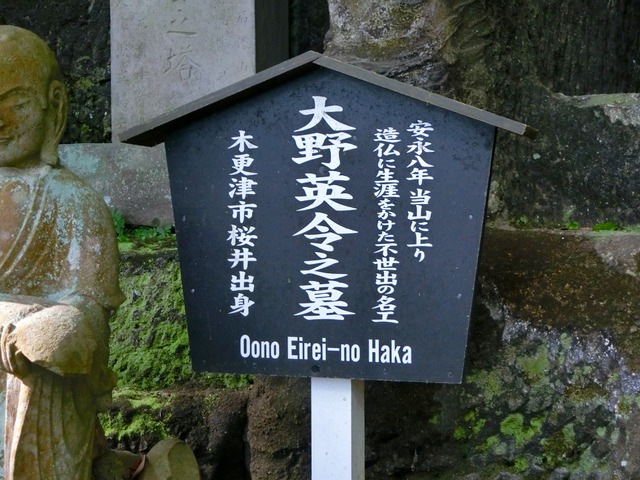 安永八年当山に上り
造仏に生涯をかけた不世出の名工
大野英令之墓
木更津市桜井出身
Oono Eirei-no Haka
之塔